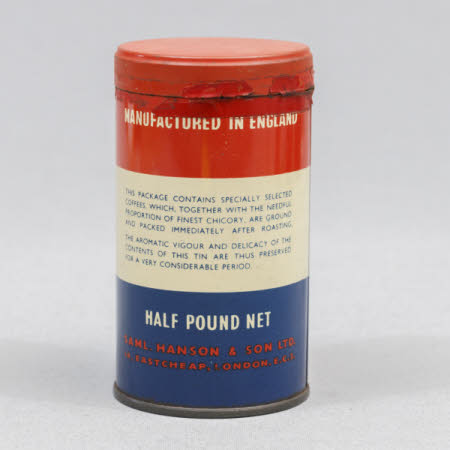 MANUFACTURED IN ENGLAND
THIS PACKAGE CONTAINS SPECIALLY SELECTED
COFFEES, WHICH, TOGETHER WITH THE NEEDFUL
PROPORTION OF FINEST CHICORY, ARE GROUND
AND PACKED IMMEDIATELY AFTER ROASTING.
THE AROMATIC VIGOUR AND DELICACY OF THE
CONTENTS OF THIS TIN ARE THUS PRESERVED
FOR A VERY CONSIDERABLE PERIOD.
HALF POUND NET
SAML. HANSON & SON LTD.
EASTCHEAP, LONDON, E.C.3.